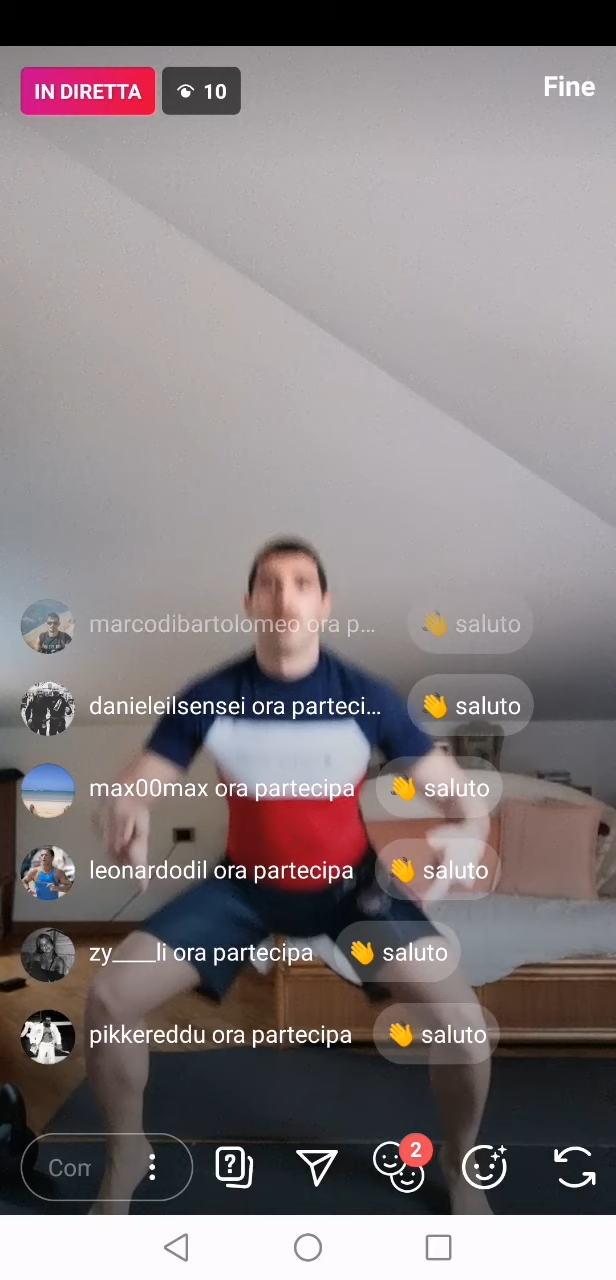 IN DIRETTA
10
Fine
marcodibartolomeo ora p...
👋 saluto
danieleilsensei ora parteci...
👋 saluto
max00max ora partecipa
👋 saluto
leonardodil ora partecipa
👋 saluto
zy____li ora partecipa
👋 saluto
pikkereddu ora partecipa
👋 saluto
Com
2